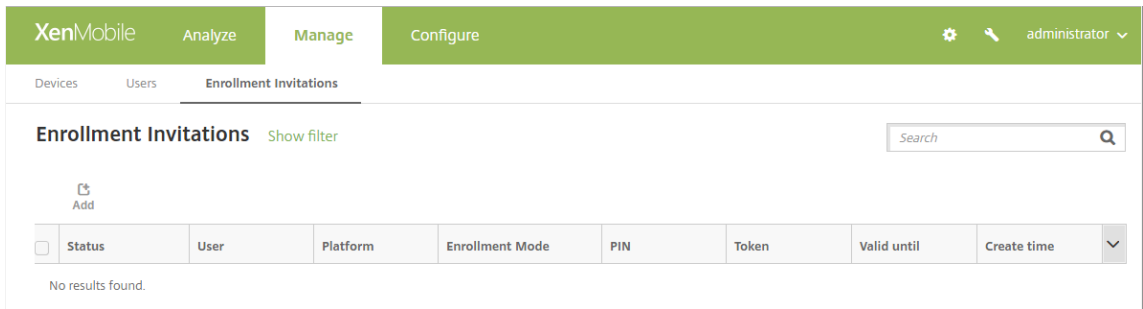 XenMobile Analyze Manage Configure administrator
Devices Users Enrollment Invitations
Enrollment Invitations Show filter Search
Add
Status User Platform Enrollment Mode PIN Token Valid until Create time
No results found.